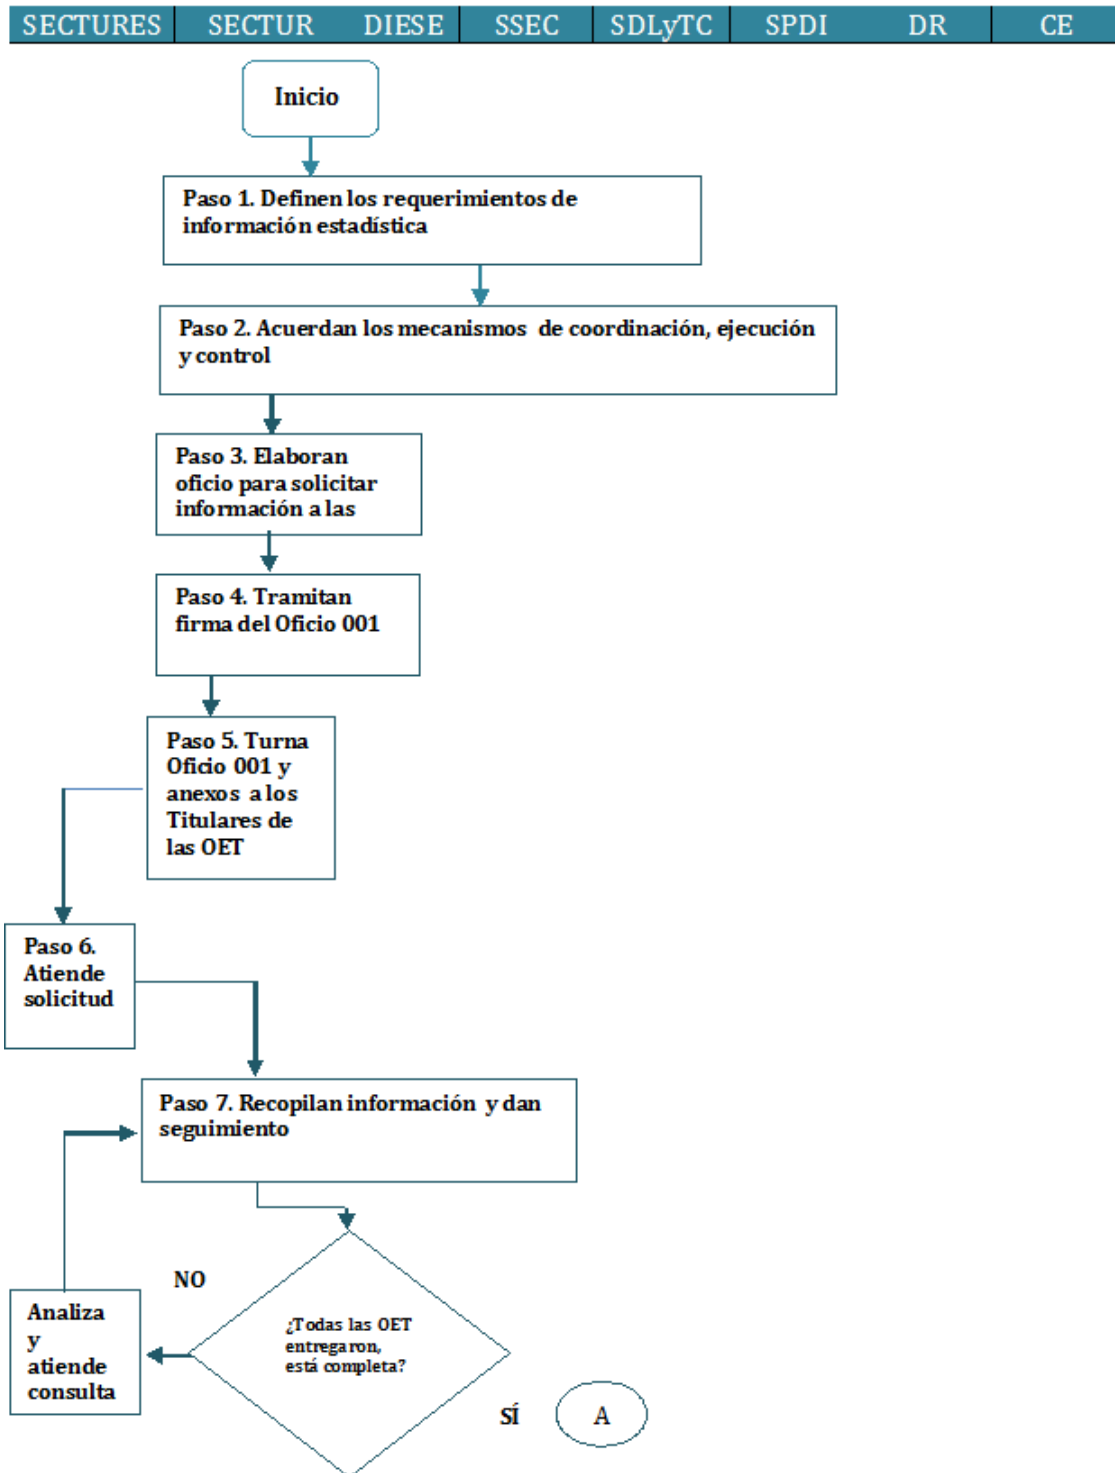 SECTURES SECTUR DIESE SSEC SDLyTC SPDI DR CE
Inicio
Paso 1. Definen los requerimientos de
información estadística
Paso 2. Acuerdan los mecanismos de coordinación, ejecución
y control
Paso 3. Elaboran
oficio para solicitar
información a las
Paso 4. Tramitan
firma del Oficio 001
Paso 5. Turna
Oficio 001 y
anexos a los
Titulares de
las OET
Paso 6.
Atiende
solicitud
Paso 7. Recopilan información y dan
seguimiento
NO
¿Todas las OET
entregaron,
está completa?
Analiza
y
atiende
consulta
SÍ
A